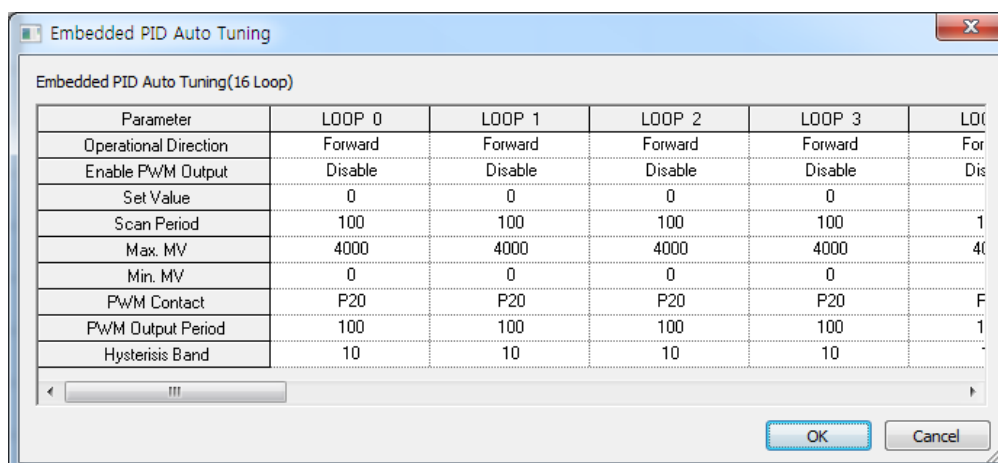 Embedded PID Auto Tuning
Embedded PID Auto Tuning(16 Loop)
Parameter LOOP 0 LOOP 1 LOOP 2 LOOP 3
Operational Direction Forward Forward Forward Forward
Enable PWM Output Disable Disable Disable Disable
Set Value 0 0 0 0
Scan Period 100 100 100 100
Max. MV 4000 4000 4000 4000
Min. MV 0 0 0 0
PWM Contact P20 P20 P20 P20
PWM Output Period 100 100 100 100
Hysterisis Band 10 10 10 10
OK Cancel